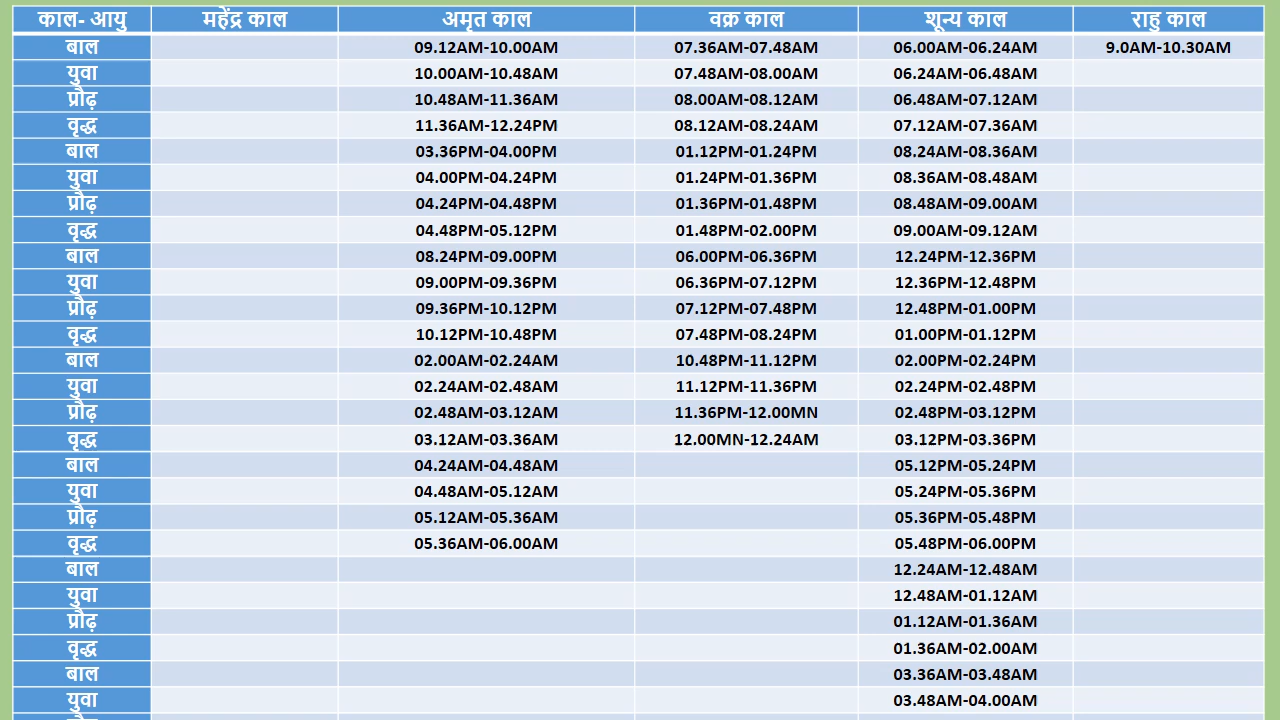 काल- आयु महेंद्र काल अमृत काल वक्र काल शून्य काल राहु काल
बाल 09.12AM-10.00AM 07.36AM-07.48AM 06.00AM-06.24AM 9.0AM-10.30AM
युवा 10.00AM-10.48AM 07.48AM-08.00AM 06.24AM-06.48AM
प्रौढ़ 10.48AM-11.36AM 08.00AM-08.12AM 06.48AM-07.12AM
वृद्ध 11.36AM-12.24PM 08.12AM-08.24AM 07.12AM-07.36AM
बाल 03.36PM-04.00PM 01.12PM-01.24PM 08.24AM-08.36AM
युवा 04.00PM-04.24PM 01.24PM-01.36PM 08.36AM-08.48AM
प्रौढ़ 04.24PM-04.48PM 01.36PM-01.48PM 08.48AM-09.00AM
वृद्ध 04.48PM-05.12PM 01.48PM-02.00PM 09.00AM-09.12AM
बाल 08.24PM-09.00PM 06.00PM-06.36PM 12.24PM-12.36PM
युवा 09.00PM-09.36PM 06.36PM-07.12PM 12.36PM-12.48PM
प्रौढ़ 09.36PM-10.12PM 07.12PM-07.48PM 12.48PM-01.00PM
वृद्ध 10.12PM-10.48PM 07.48PM-08.24PM 01.00PM-01.12PM
बाल 02.00AM-02.24AM 10.48PM-11.12PM 02.00PM-02.24PM
युवा 02.24AM-02.48AM 11.12PM-11.36PM 02.24PM-02.48PM
प्रौढ़ 02.48AM-03.12AM 11.36PM-12.00MN 02.48PM-03.12PM
वृद्ध 03.12AM-03.36AM 12.00MN-12.24AM 03.12PM-03.36PM
बाल 04.24AM-04.48AM 05.12PM-05.24PM
युवा 04.48AM-05.12AM 05.24PM-05.36PM
प्रौढ़ 05.12AM-05.36AM 05.36PM-05.48PM
वृद्ध 05.36AM-06.00AM 05.48PM-06.00PM
बाल 12.24AM-12.48AM
युवा 12.48AM-01.12AM
प्रौढ़ 01.12AM-01.36AM
वृद्ध 01.36AM-02.00AM
बाल 03.36AM-03.48AM
युवा 03.48AM-04.00AM